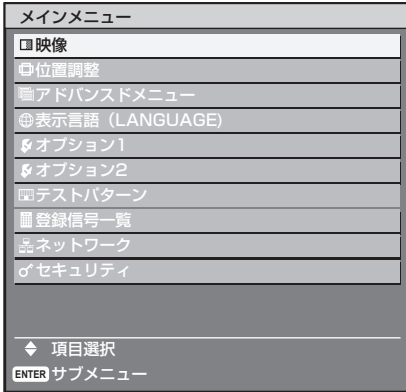 メインメニュー
映像
位置調整
アドバンスドメニュー
表示言語（LANGUAGE)
オプション1
オプション2
テストパターン
登録信号一覧
ネットワーク
セキュリティ
項目選択
ENTER サブメニュー